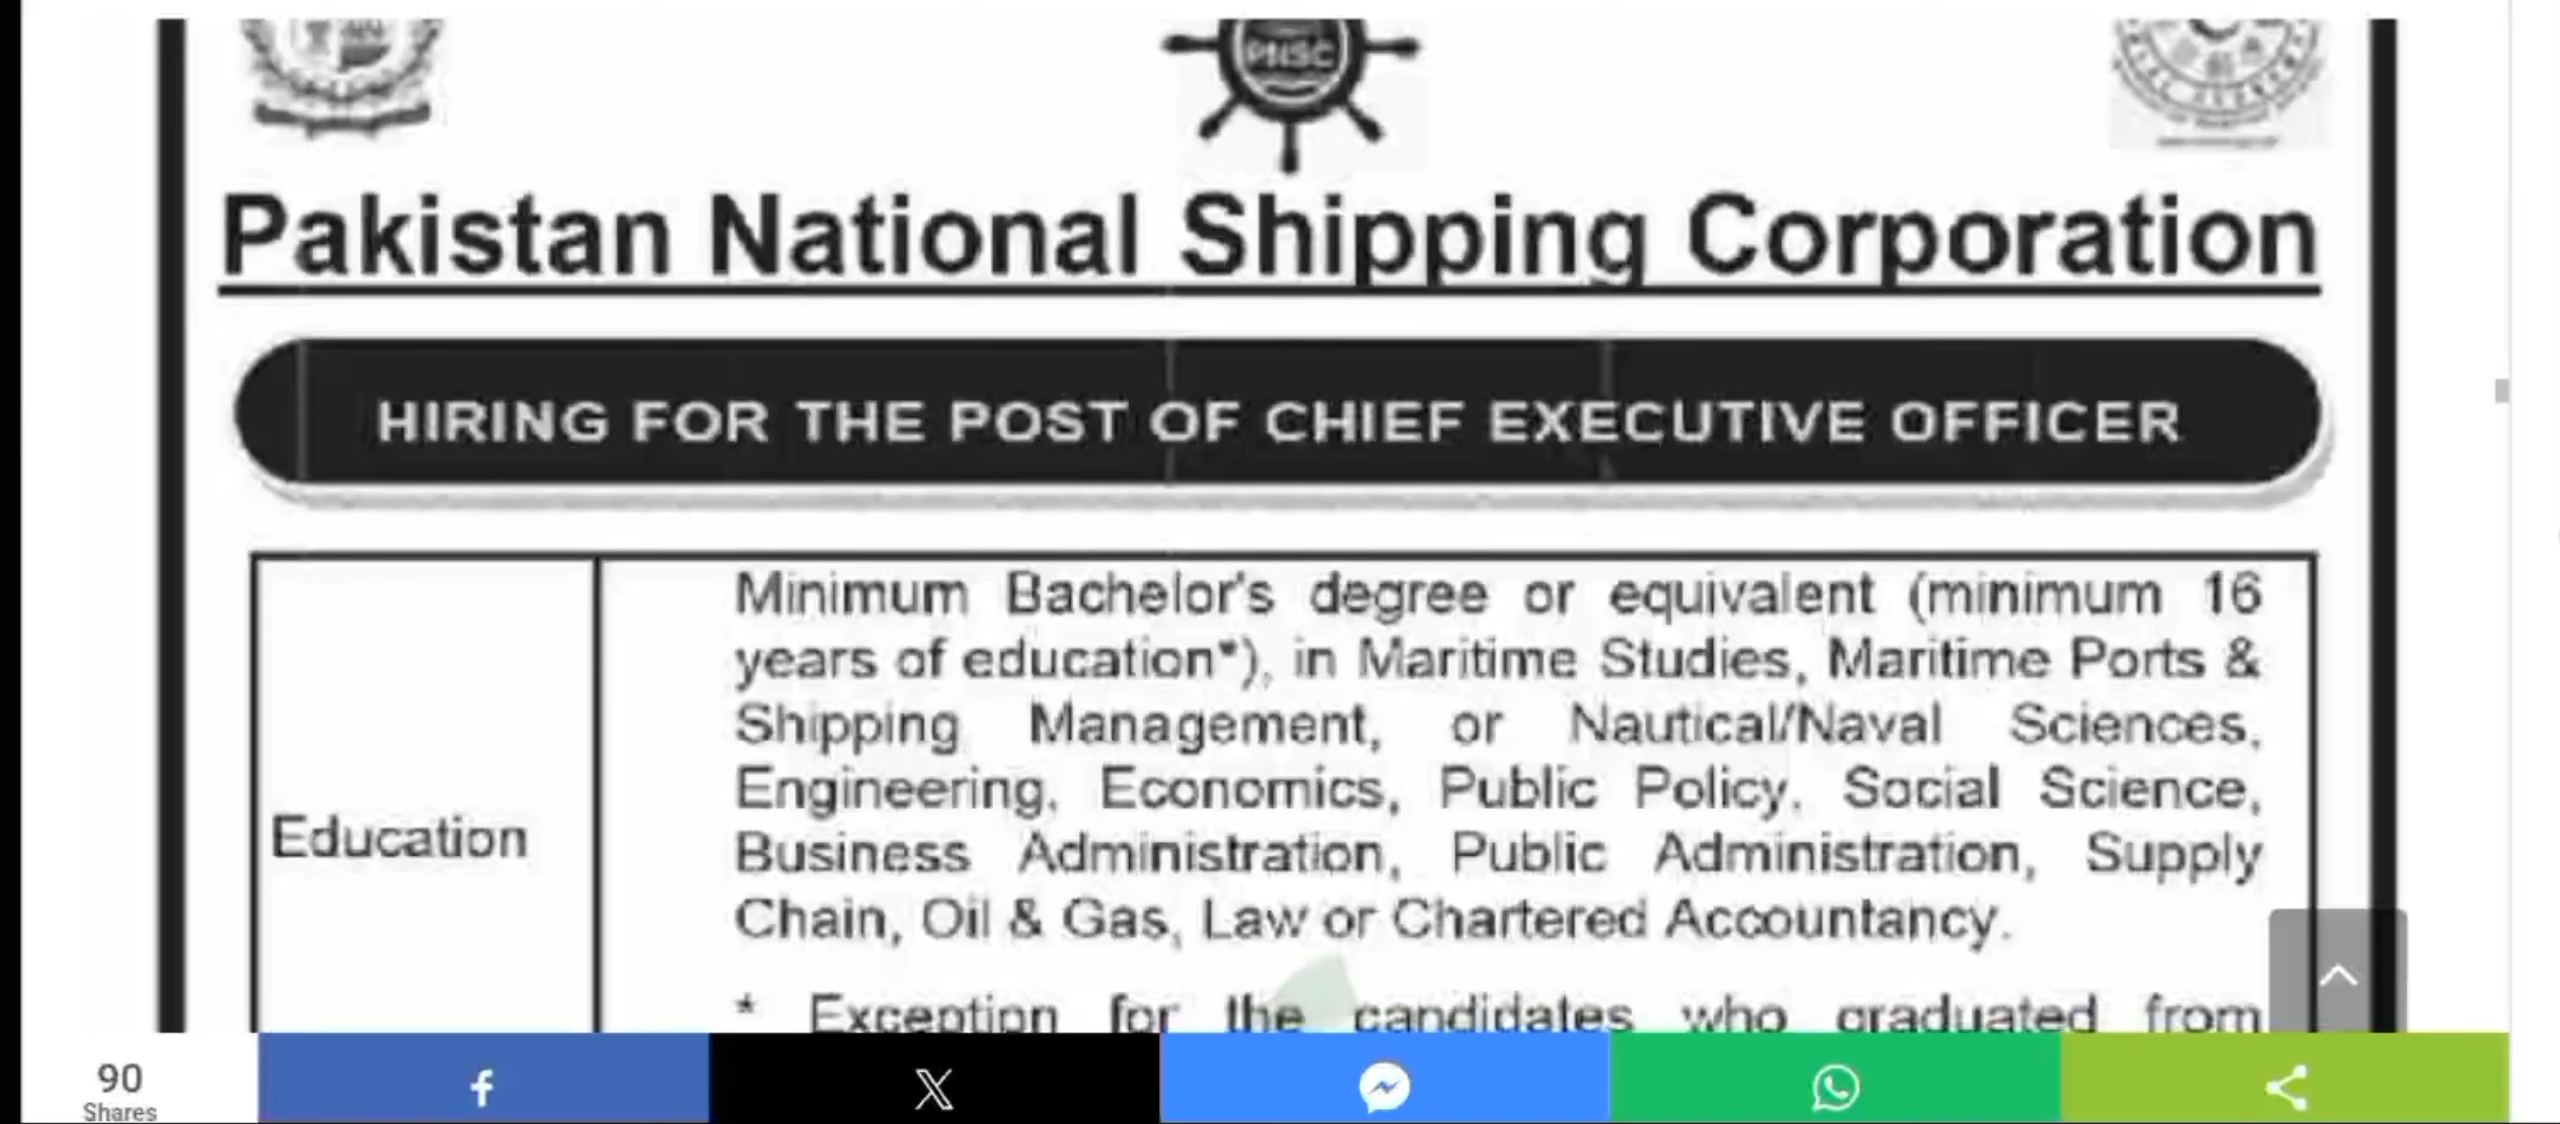 PNSC
Pakistan National Shipping Corporation
HIRING FOR THE POST OF CHIEF EXECUTIVE OFFICER
Education
Minimum Bachelor's degree or equivalent (minimum 16
years of education*), in Maritime Studies, Maritime Ports &
Shipping Management, or Nautical/Naval Sciences,
Engineering, Economics, Public Policy, Social Science,
Business Administration, Public Administration, Supply
Chain, Oil & Gas, Law or Chartered Accountancy.
* Exception for the candidates who graduated from
90
Shares